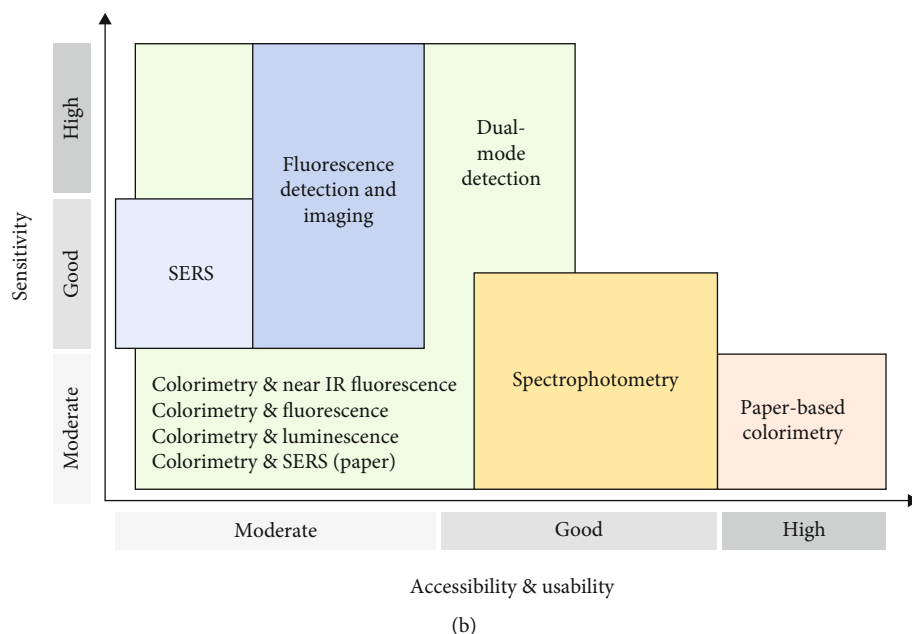 Sensitivity
High
Good
Moderate
Dual-
mode
detection
Fluorescence
detection and
imaging
SERS
Colorimetry & near IR fluorescence
Colorimetry & fluorescence
Colorimetry & luminescence
Colorimetry & SERS (paper)
Spectrophotometry
Paper-based
colorimetry
Moderate
Good
High
Accessibility & usability
(b)